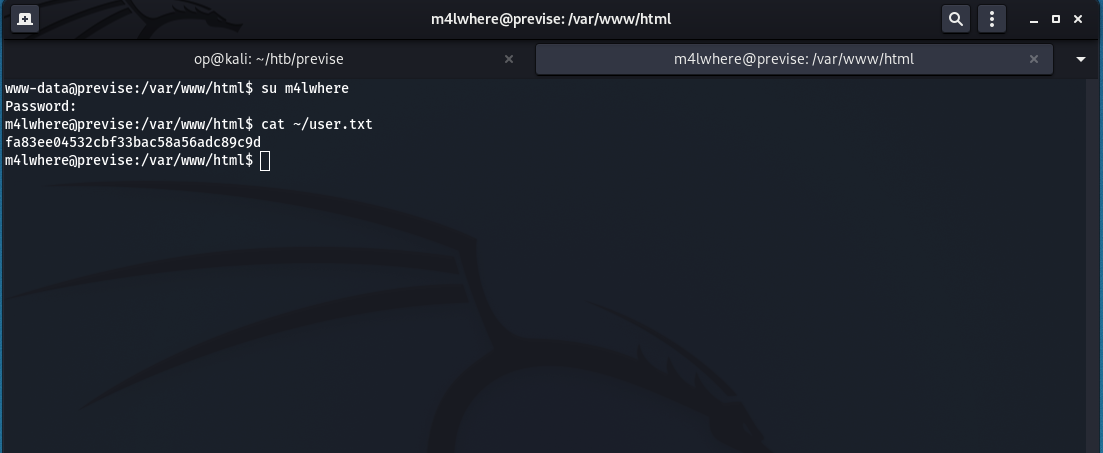 m4lwhere@previse: /var/www/html
op@kali: ~/htb/previse
m4lwhere@previse: /var/www/html
www-data@previse:/var/www/html$ su m4lwhere
Password:
m4lwhere@previse:/var/www/html$ cat ~/user.txt
fa83ee04532cbf33bac58a56adc89c9d
m4lwhere@previse:/var/www/html$